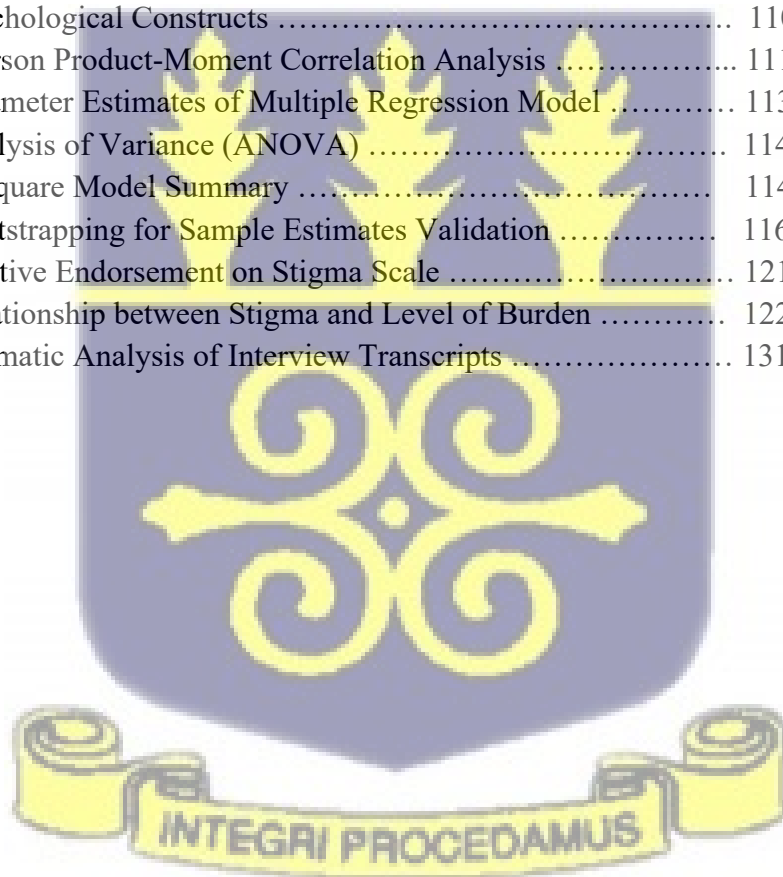 chological Constructs …………………………………….. 110
rson Product-Moment Correlation Analysis ……………... 111
meter Estimates of Multiple Regression Model ………… 113
lysis of Variance (ANOVA) ……………………………. 114
quare Model Summary ………………………………… 114
tstrapping for Sample Estimates Validation …………… 116
tive Endorsement on Stigma Scale ……………………… 121
ationship between Stigma and Level of Burden ………… 122
matic Analysis of Interview Transcripts ………………… 131
INTEGRI PROCEDAMUS